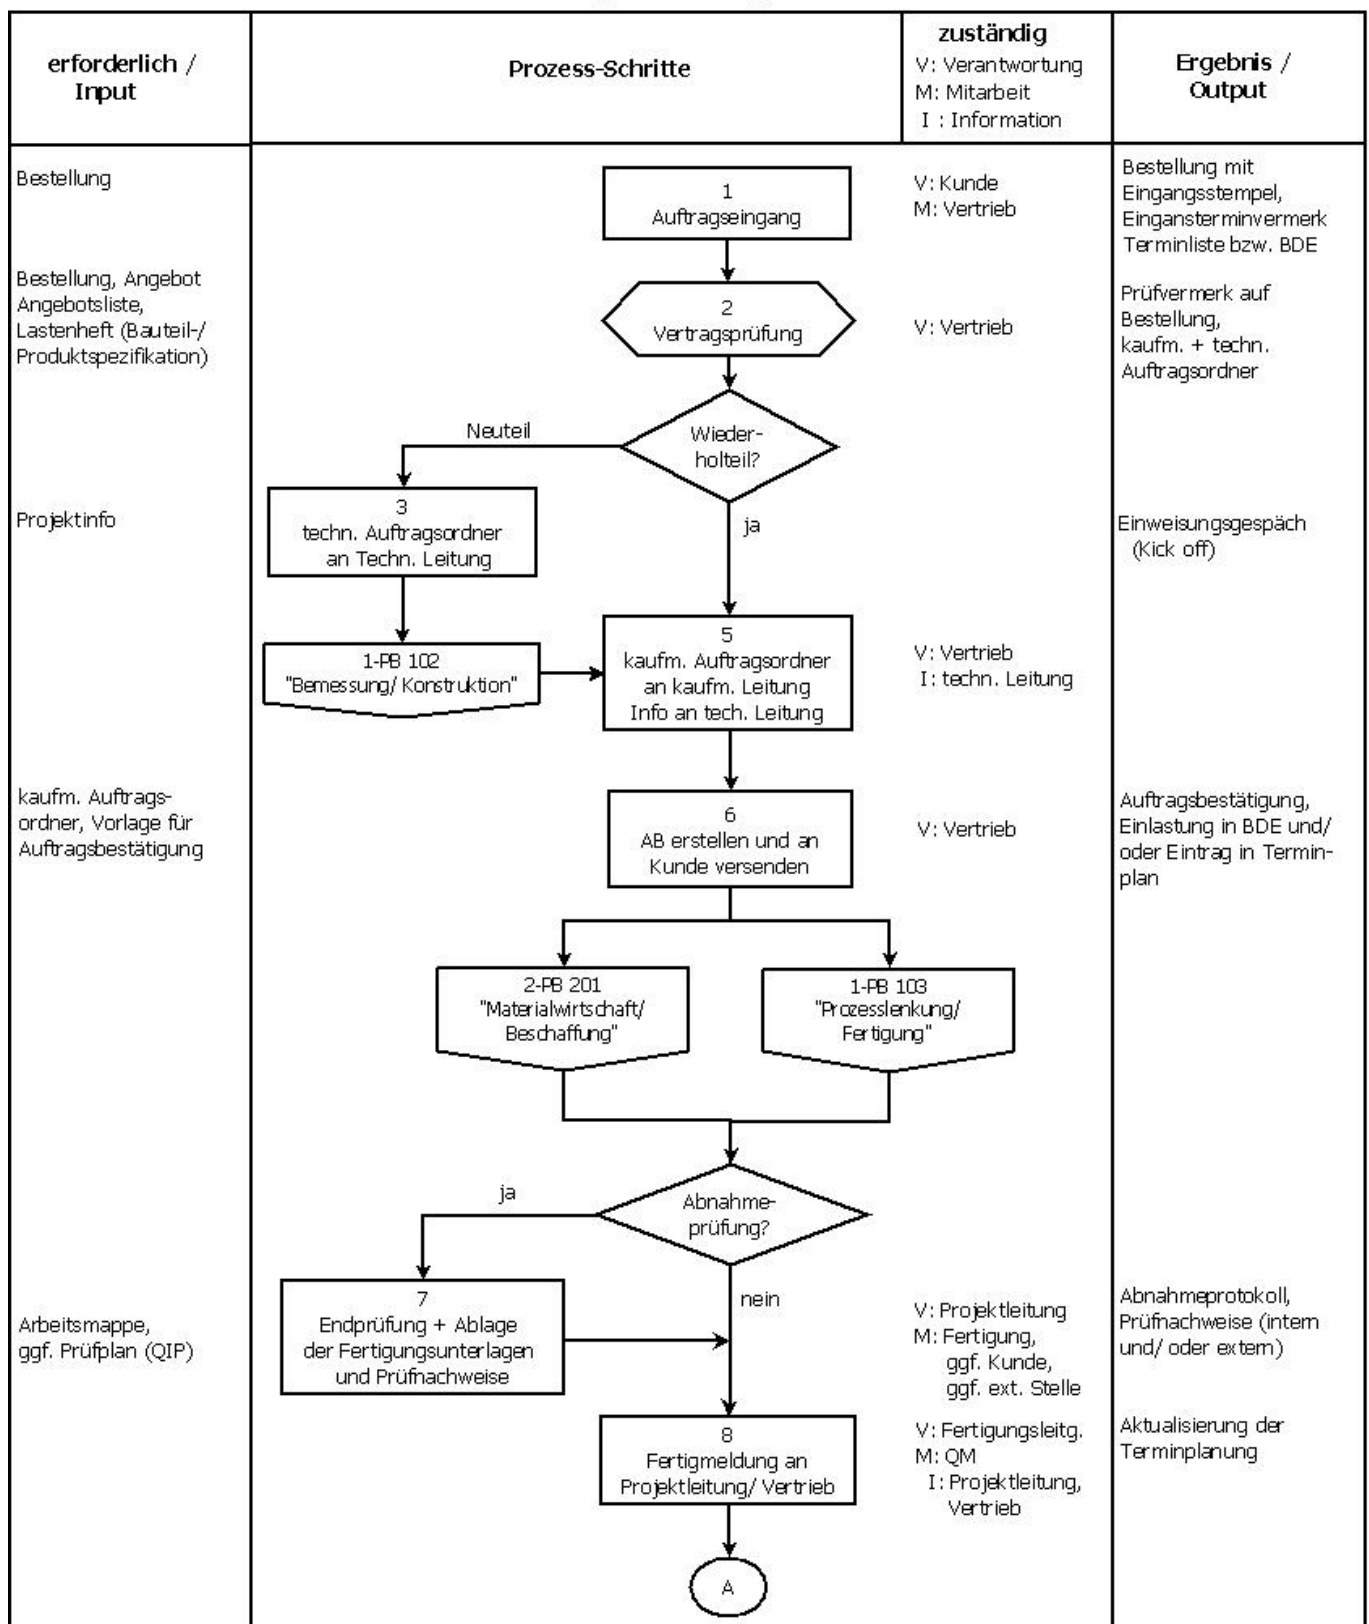 erforderlich /
Input
Prozess-Schritte
zuständig
V: Verantwortung
M: Mitarbeit
I : Information
Ergebnis /
Output
Bestellung
1
Auftragseingang
V: Kunde
M: Vertrieb
Bestellung mit
Eingangsstempel,
Eingansterminvermerk
Terminliste bzw. BDE
Bestellung, Angebot
Angebotsliste,
Lastenheft (Bauteil-/
Produktspezifikation)
2
Vertragsprüfung
V: Vertrieb
Prüfvermerk auf
Bestellung,
kaufm. + techn.
Auftragsordner
Neuteil
Wieder-
holteil?
ja
Projektinfo
3
techn. Auftragsordner
an Techn. Leitung
Einweisungsgespäch
(Kick off)
1-PB 102
"Bemessung/ Konstruktion"
5
kaufm. Auftragsordner
an kaufm. Leitung
Info an tech. Leitung
V: Vertrieb
I: techn. Leitung
kaufm. Auftrags-
ordner, Vorlage für
Auftragsbestätigung
6
AB erstellen und an
Kunde versenden
V: Vertrieb
Auftragsbestätigung,
Einlastung in BDE und/
oder Eintrag in Termin-
plan
2-PB 201
"Materialwirtschaft/
Beschaffung"
1-PB 103
"Prozesslenkung/
Fertigung"
ja
Abnahme-
prüfung?
nein
Arbeitsmappe,
ggf. Prüfplan (QIP)
7
Endprüfung + Ablage
der Fertigungsunterlagen
und Prüfnachweise
V: Projektleitung
M: Fertigung,
ggf. Kunde,
ggf. ext. Stelle
Abnahmeprotokoll,
Prüfnachweise (intern
und/ oder extern)
8
Fertigmeldung an
Projektleitung/ Vertrieb
V: Fertigungsleitg.
M: QM
I: Projektleitung,
Vertrieb
Aktualisierung der
Terminplanung
A